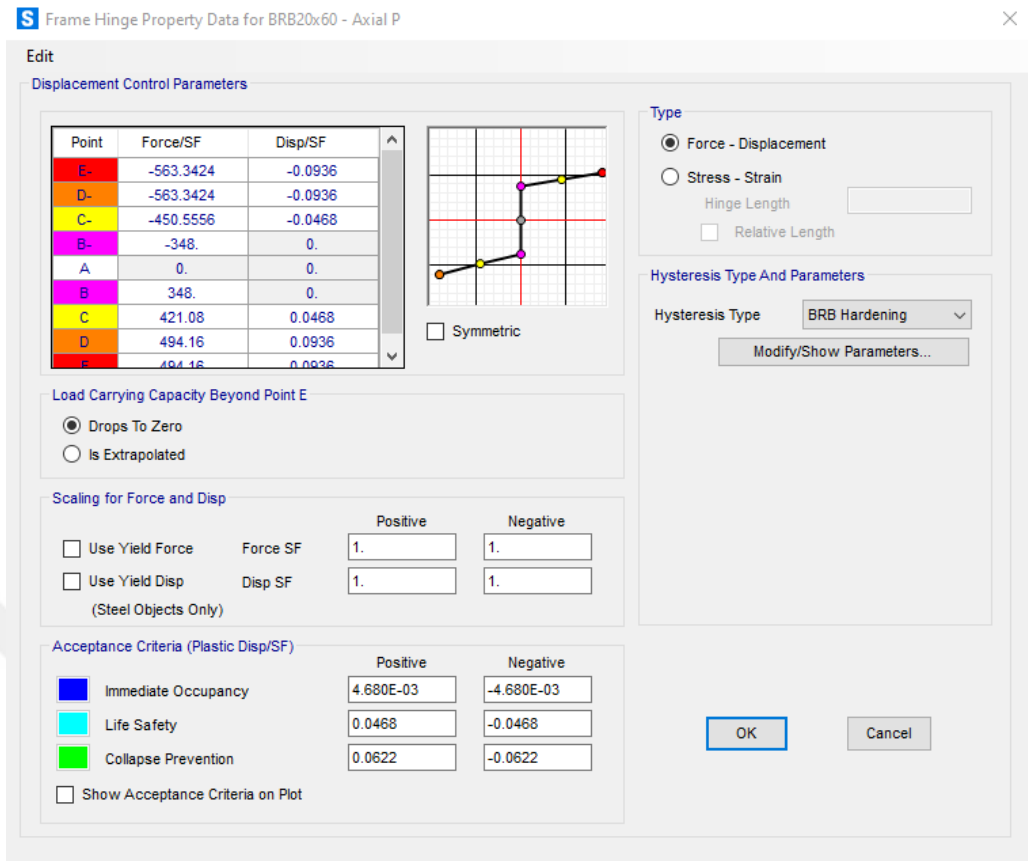 S Frame Hinge Property Data for BRB20x60 - Axial P
Edit
Displacement Control Parameters
Point Force/SF Disp/SF
E- -563.3424 -0.0936
D- -563.3424 -0.0936
C- -450.5556 -0.0468
B- -348. 0.
A 0. 0.
B 348. 0.
C 421.08 0.0468
D 494.16 0.0936
E 494.16 0.0936
Symmetric
Type
Force - Displacement
Stress - Strain
Hinge Length
Relative Length
Hysteresis Type And Parameters
Hysteresis Type BRB Hardening
Modify/Show Parameters...
Load Carrying Capacity Beyond Point E
Drops To Zero
Is Extrapolated
Scaling for Force and Disp
Positive Negative
Use Yield Force Force SF 1. 1.
Use Yield Disp Disp SF 1. 1.
(Steel Objects Only)
Acceptance Criteria (Plastic Disp/SF)
Positive Negative
Immediate Occupancy 4.680E-03 -4.680E-03
Life Safety 0.0468 -0.0468
Collapse Prevention 0.0622 -0.0622
Show Acceptance Criteria on Plot
OK Cancel